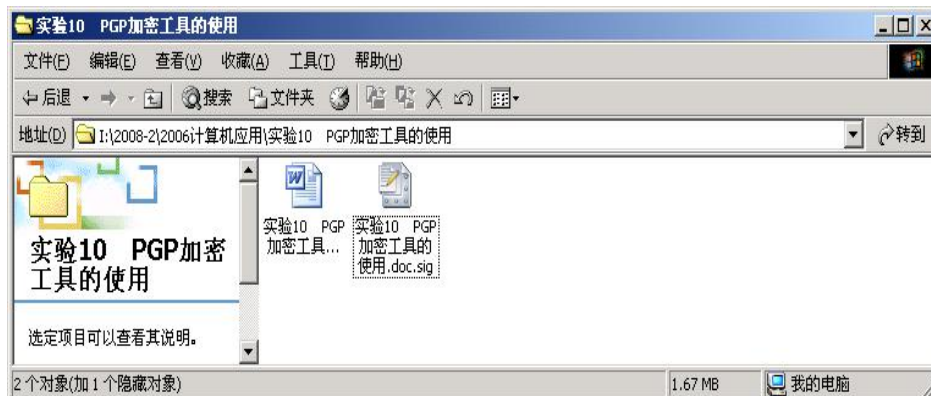 实验10 PGP加密工具的使用
文件(F) 编辑(E) 查看(V) 收藏(A) 工具(T) 帮助(H)
后退 搜索 文件夹
地址(D) I:\2008-2\2006计算机应用\实验10 PGP加密工具的使用 转到
实验10 PGP加密
工具的使用
选定项目可以查看其说明。
实验10 PGP
加密工具...
实验10 PGP
加密工具的
使用.doc.sig
2 个对象(加 1 个隐藏对象) 1.67 MB 我的电脑